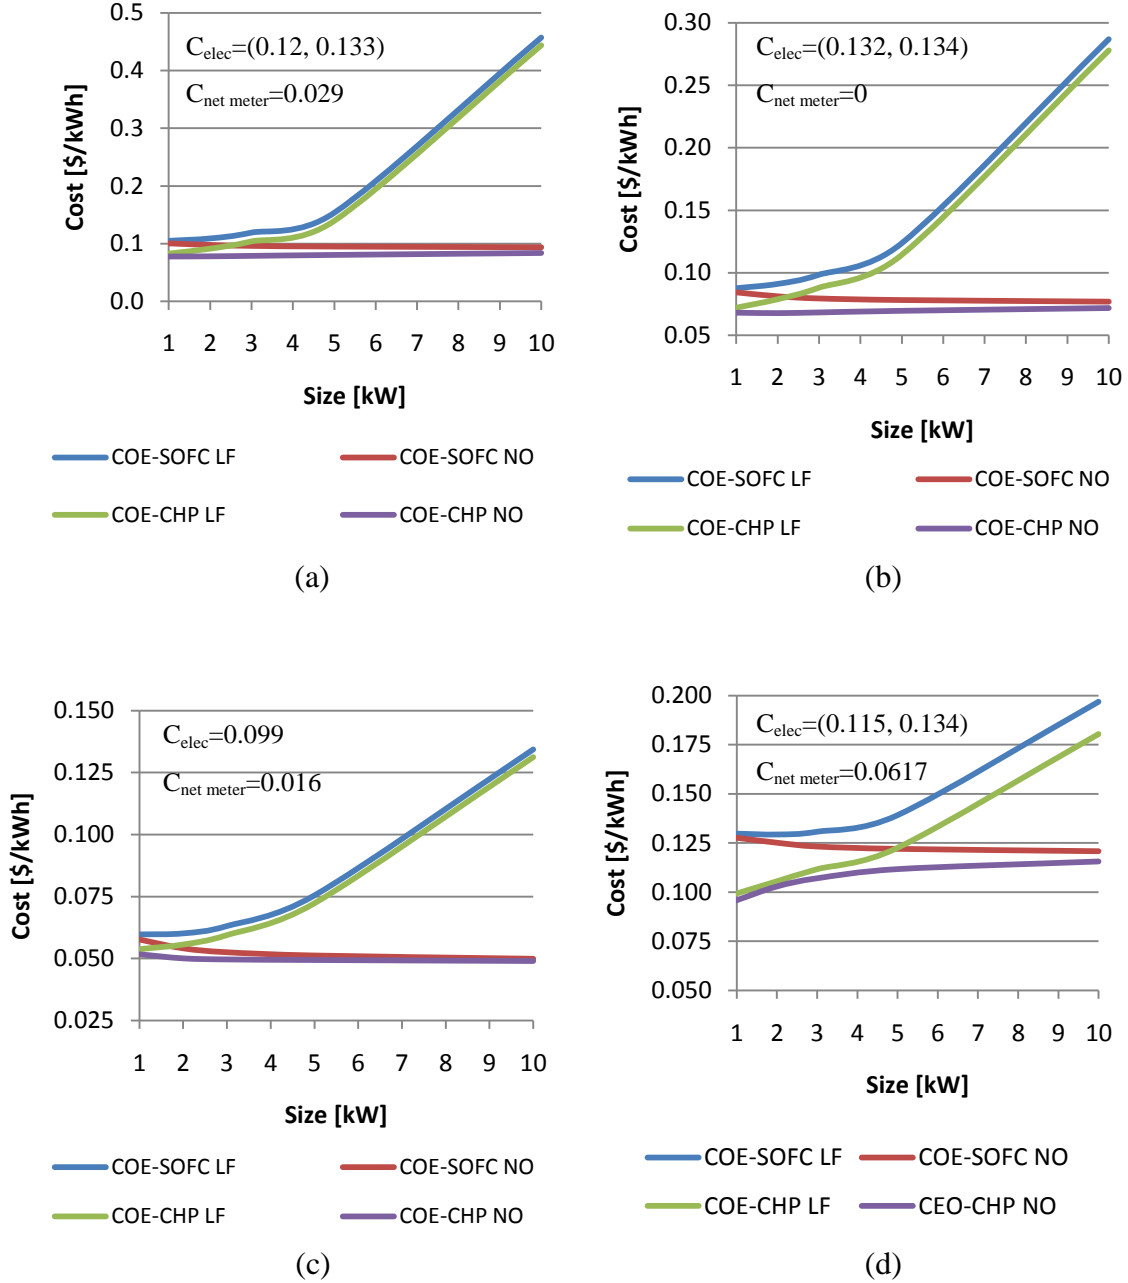 0.5
0.4
0.3
0.2
0.1
0.0
Cost [$/kWh]
C_elec=(0.12, 0.133)
C_net meter=0.029
1 2 3 4 5 6 7 8 9 10
Size [kW]
COE-SOFC LF COE-SOFC NO
COE-CHP LF COE-CHP NO
(a)
0.30
0.25
0.20
0.15
0.10
0.05
Cost [$/kWh]
C_elec=(0.132, 0.134)
C_net meter=0
1 2 3 4 5 6 7 8 9 10
Size [kW]
COE-SOFC LF COE-SOFC NO
COE-CHP LF COE-CHP NO
(b)
0.150
0.125
0.100
0.075
0.050
0.025
Cost [$/kWh]
C_elec=0.099
C_net meter=0.016
1 2 3 4 5 6 7 8 9 10
Size [kW]
COE-SOFC LF COE-SOFC NO
COE-CHP LF COE-CHP NO
(c)
0.200
0.175
0.150
0.125
0.100
0.075
0.050
Cost [$/kWh]
C_elec=(0.115, 0.134)
C_net meter=0.0617
1 2 3 4 5 6 7 8 9 10
Size [kW]
COE-SOFC LF COE-SOFC NO
COE-CHP LF CEO-CHP NO
(d)